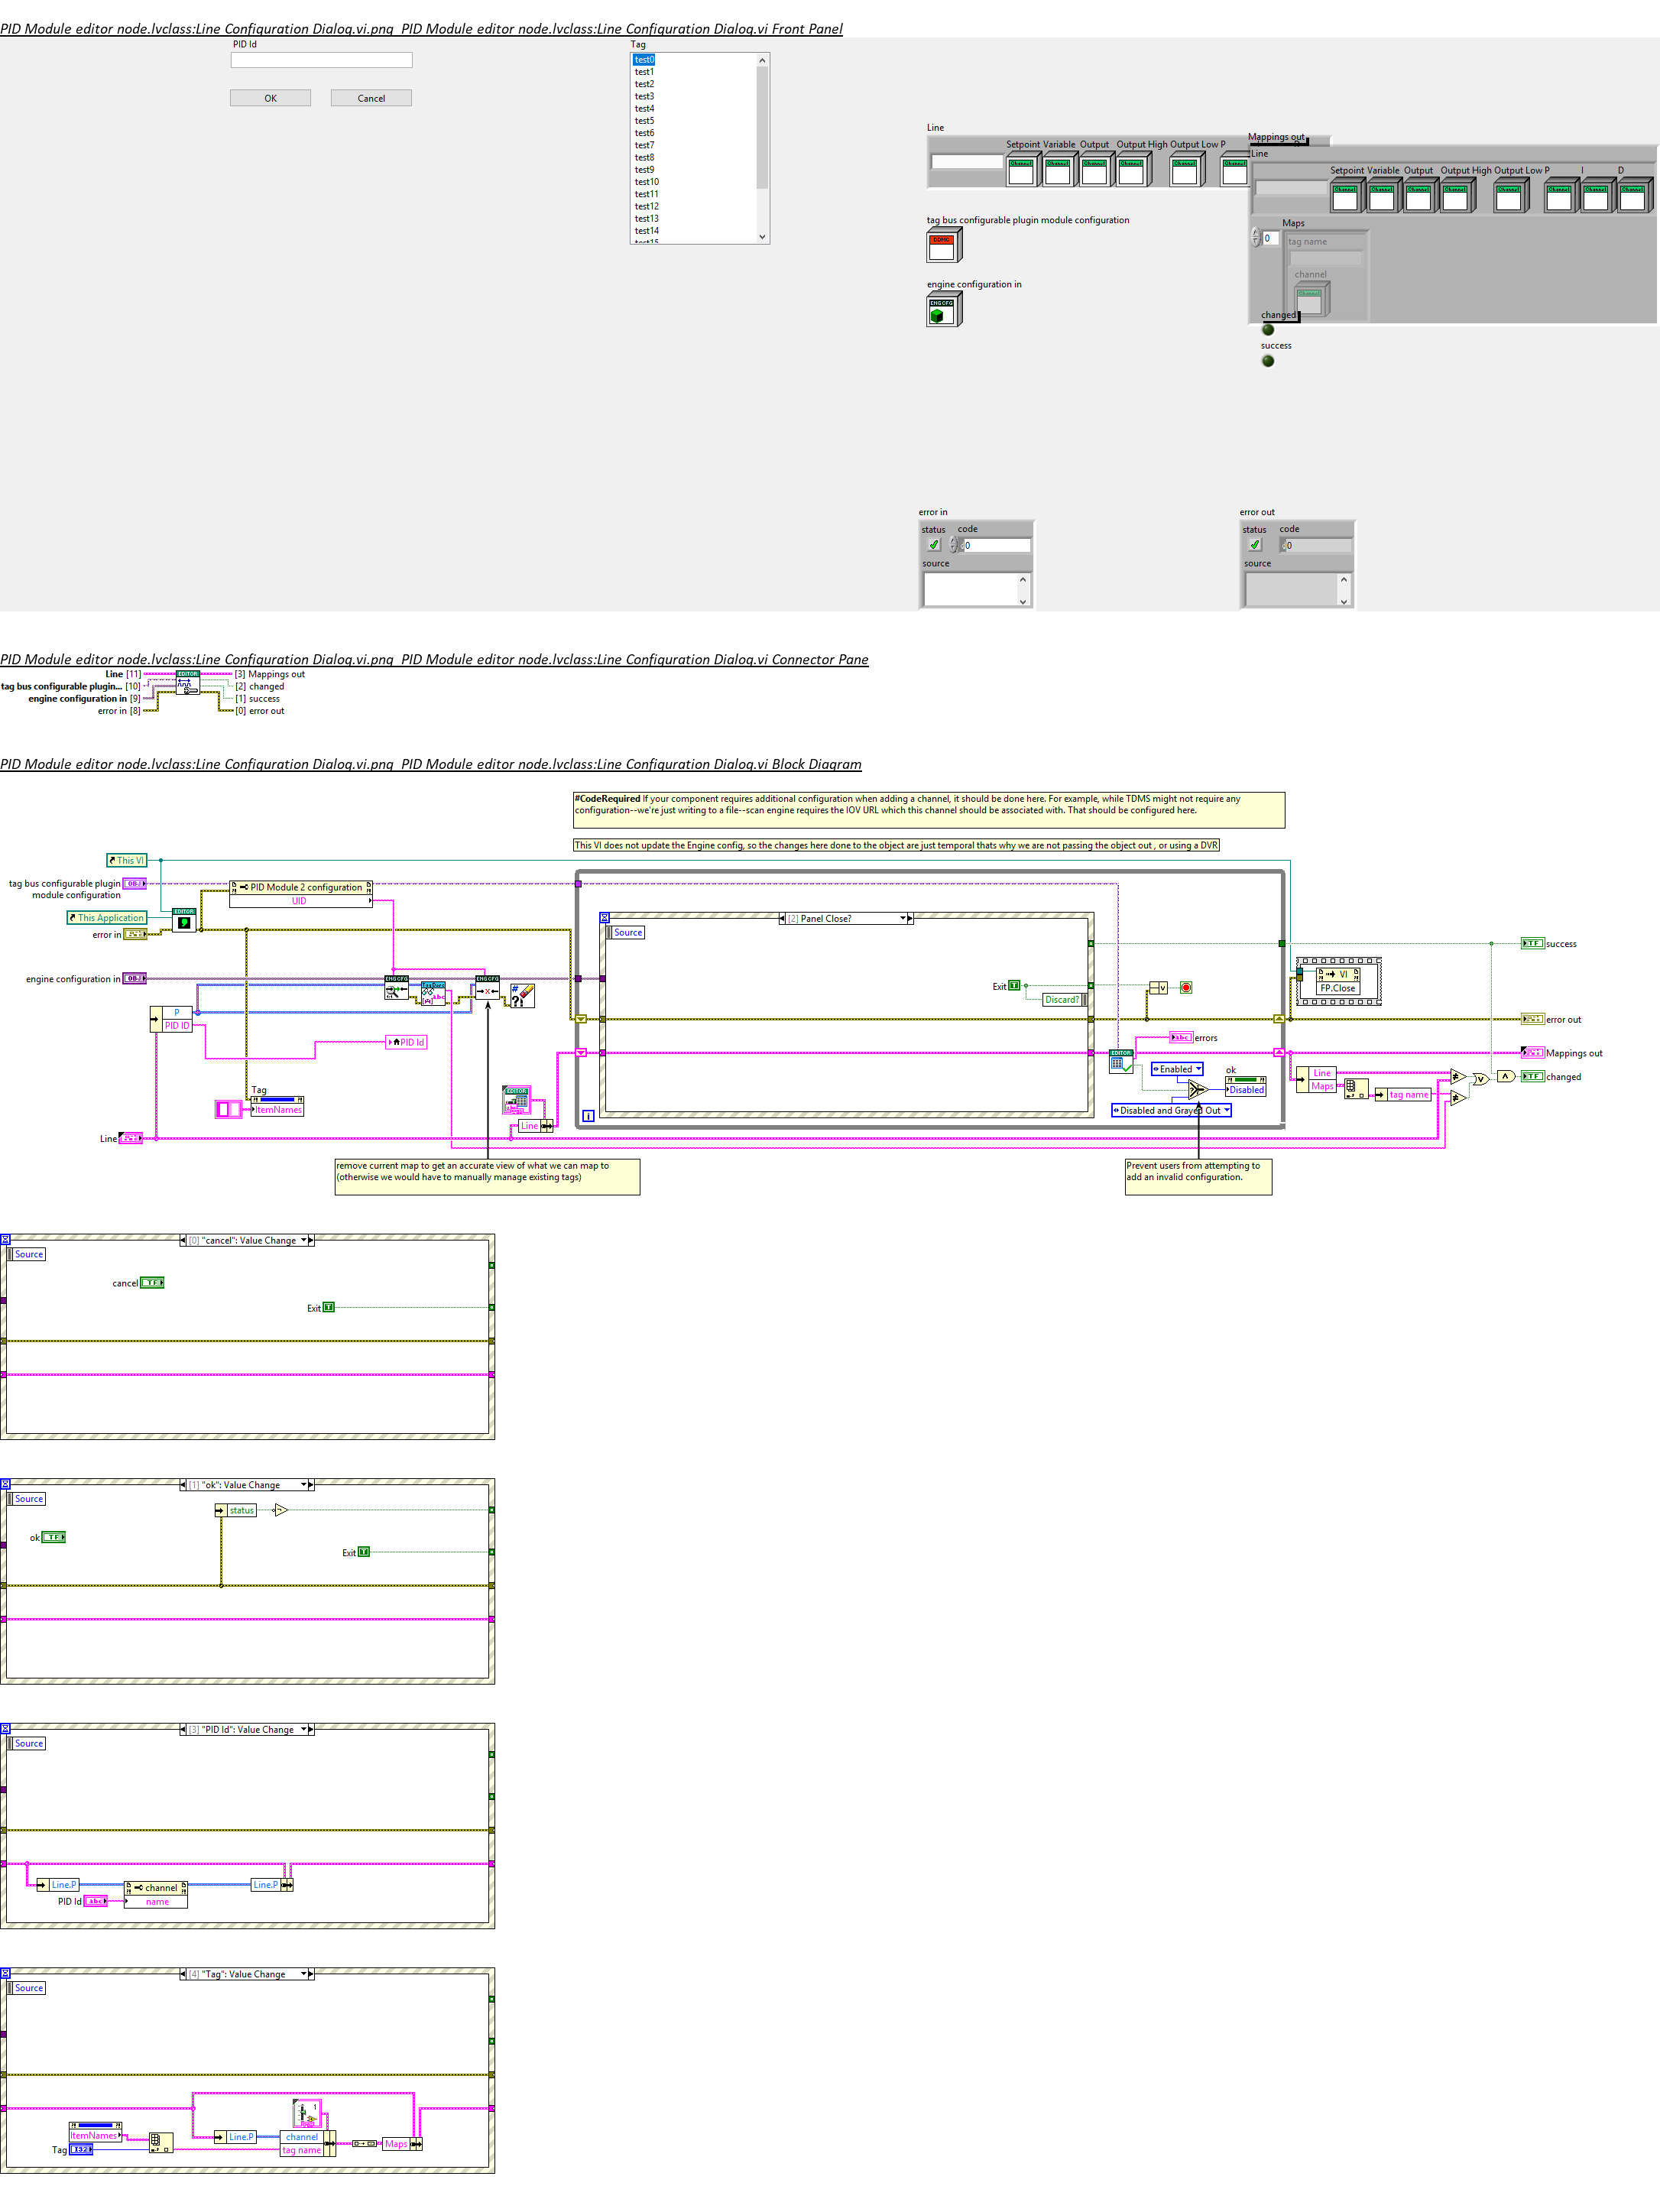 PID Module editor node.lvclass:Line Configuration Dialog.vi.png  PID Module editor node.lvclass:Line Configuration Dialog.vi Front Panel
PID Id
OK
Cancel
Tag
test0
test1
test2
test3
test4
test5
test6
test7
test8
test9
test10
test11
test12
test13
test14
test15
Line
Setpoint Variable Output Output High Output Low P
Mappings out
Line
Setpoint Variable Output Output High Output Low P I D
Maps
0
tag name
channel
tag bus configurable plugin module configuration
DDMC
engine configuration in
ENGCFG
changed
success
error in
status code
0
source
error out
status code
0
source
PID Module editor node.lvclass:Line Configuration Dialog.vi.png  PID Module editor node.lvclass:Line Configuration Dialog.vi Connector Pane
Line [11]
tag bus configurable plugin... [10]
engine configuration in [9]
error in [8]
EDITOR
[3] Mappings out
[2] changed
[1] success
[0] error out
PID Module editor node.lvclass:Line Configuration Dialog.vi.png  PID Module editor node.lvclass:Line Configuration Dialog.vi Block Diagram
#CodeRequired If your component requires additional configuration when adding a channel, it should be done here. For example, while TDMS might not require any
configuration--we're just writing to a file--scan engine requires the IOV URL which this channel should be associated with. That should be configured here.
This VI does not update the Engine config, so the changes here done to the object are just temporal thats why we are not passing the object out , or using a DVR
This VI
tag bus configurable plugin
module configuration
OBJ
This Application
error in
EDITOR
PID Module 2 configuration
UID
engine configuration in
OBJ
P
PID ID
ENGCFG
ENGCFG
PID Id
Tag
ItemNames
Line
Line
[2] Panel Close?
Source
Exit
T
Discard?
EDITOR
errors
Enabled
ok
Disabled
Disabled and Grayed Out
i
VI
FP.Close
Line
Maps
tag name
TF
success
error out
Mappings out
TF
changed
remove current map to get an accurate view of what we can map to
(otherwise we would have to manually manage existing tags)
Prevent users from attempting to
add an invalid configuration.
[0] "cancel": Value Change
Source
cancel
TF
Exit
T
[1] "ok": Value Change
Source
status
ok
TF
Exit
T
[3] "PID Id": Value Change
Source
Line.P
channel
name
Line.P
PID Id
abc
[4] "Tag": Value Change
Source
ItemNames
Tag
I32
Line.P
1
channel
tag name
Maps